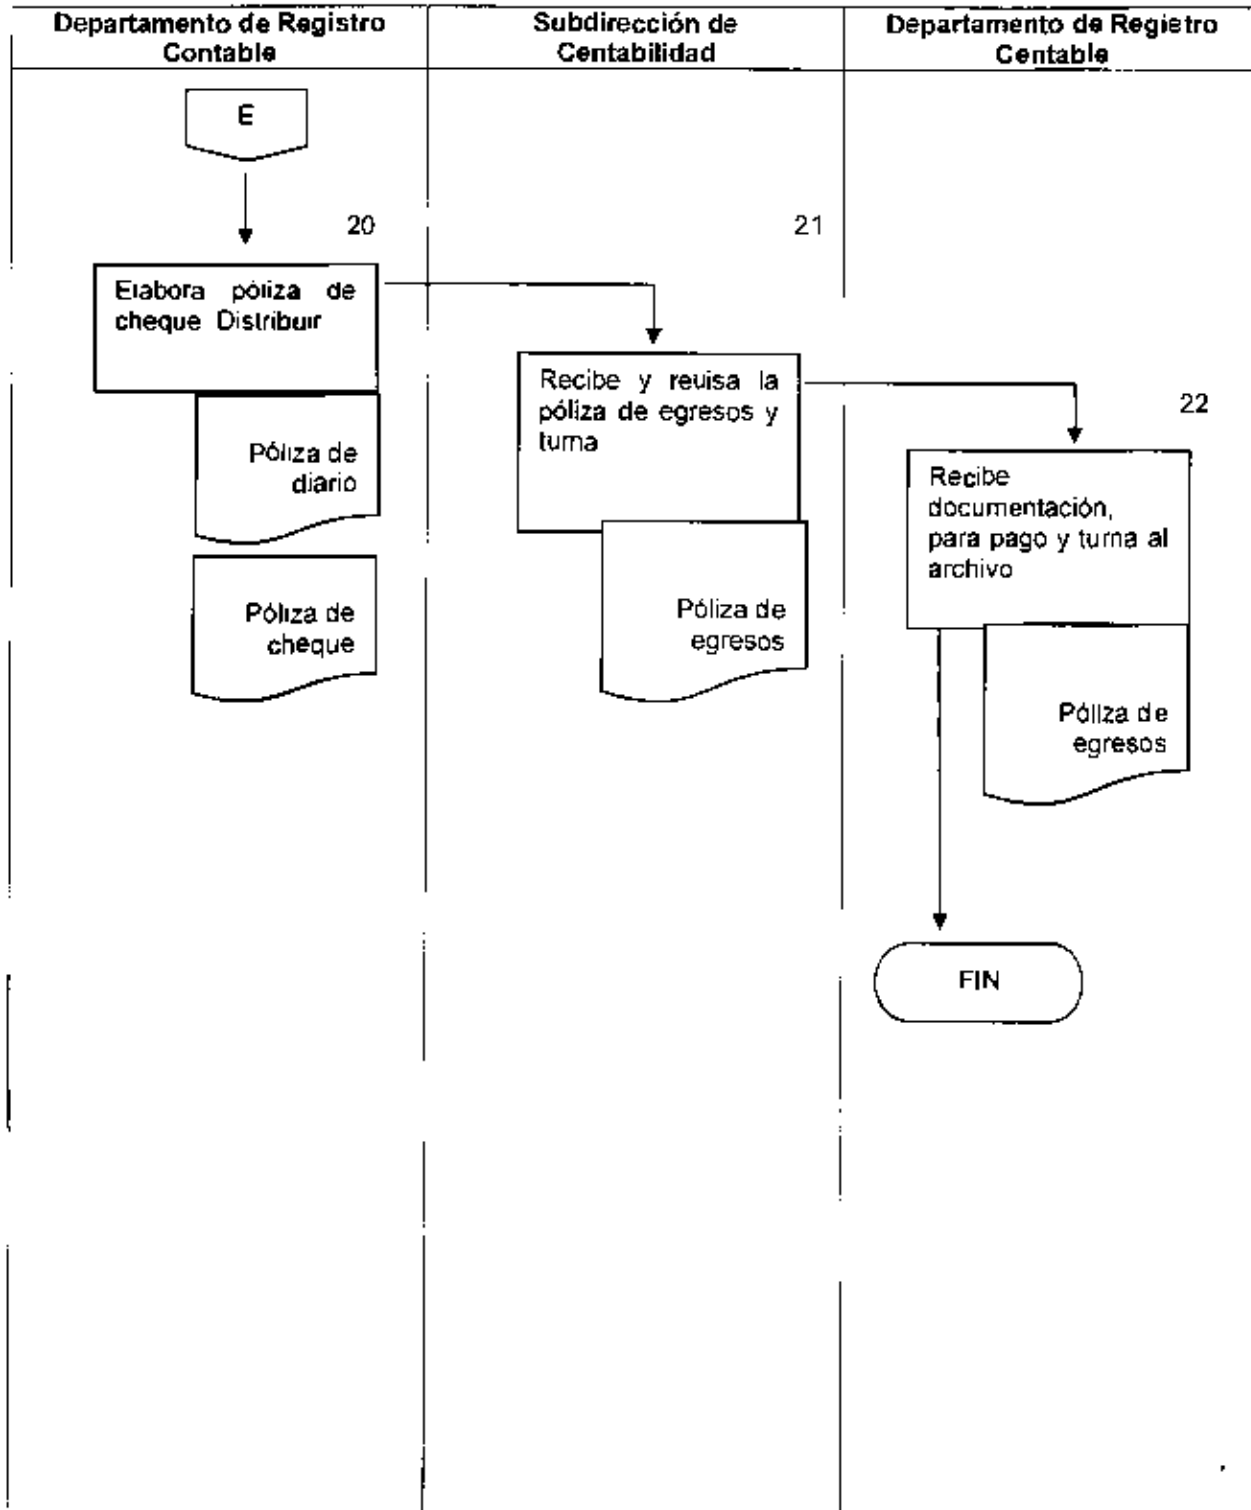 Departamento de Registro
Contable
Subdirección de
Centabilidad
Departamento de Registro
Centable
E
20
Elabora póliza de
cheque Distribuir
Póliza de
diario
Póliza de
cheque
21
Recibe y reuisa la
póliza de egresos y
turna
Póliza de
egresos
22
Recibe
documentación,
para pago y turna al
archivo
Póliza de
egresos
FIN